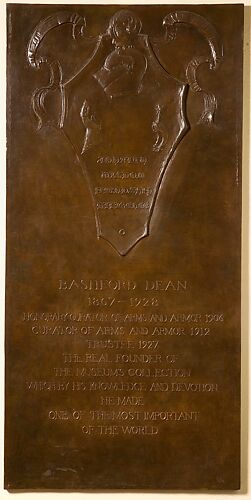 BASHFORD DEAN
1867–1928
HONORARY CURATOR OF ARMS AND ARMOR 1904
CURATOR OF ARMS AND ARMOR 1912
TRUSTEE 1927
THE REAL FOUNDER OF
THE MUSEUM'S COLLECTION
WHICH BY HIS KNOWLEDGE AND DEVOTION
HE MADE
ONE OF THE MOST IMPORTANT
OF THE WORLD